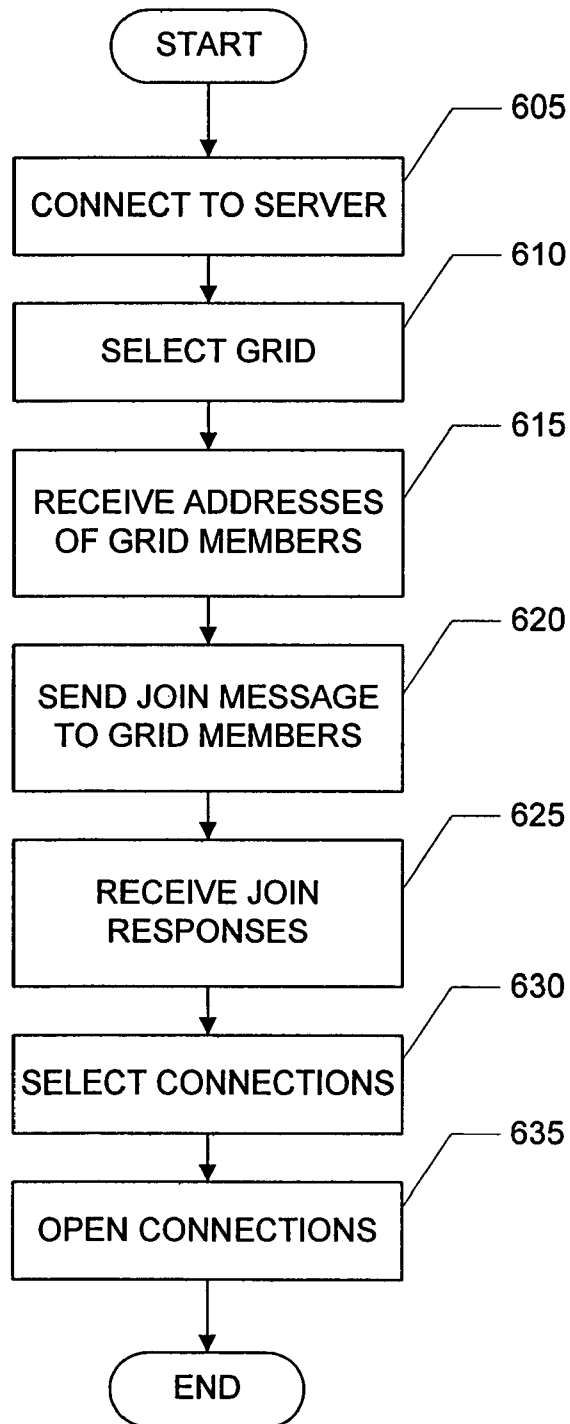 START
605
CONNECT TO SERVER
610
SELECT GRID
615
RECEIVE ADDRESSES
OF GRID MEMBERS
620
SEND JOIN MESSAGE
TO GRID MEMBERS
625
RECEIVE JOIN
RESPONSES
630
SELECT CONNECTIONS
635
OPEN CONNECTIONS
END